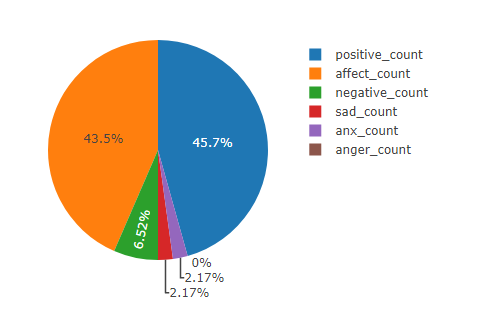 positive_count
affect_count
negative_count
sad_count
anx_count
anger_count
43.5%
45.7%
6.52%
0%
2.17%
2.17%